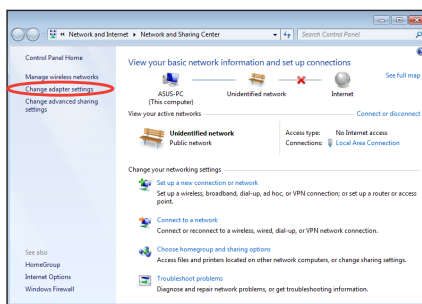 « Network and Internet ▸ Network and Sharing Center
Search Control Panel
Control Panel Home
Manage wireless networks
Change adapter settings
Change advanced sharing
settings
View your basic network information and set up connections
See full map
ASUS-PC
(This computer)
Unidentified network
Internet
View your active networks
Connect or disconnect
Unidentified network
Public network
Access type: No Internet access
Connections: Local Area Connection
Change your networking settings
Set up a new connection or network
Set up a wireless, broadband, dial-up, ad hoc, or VPN connection; or set up a router or access
point.
Connect to a network
Connect or reconnect to a wireless, wired, dial-up, or VPN network connection.
Choose homegroup and sharing options
Access files and printers located on other network computers, or change sharing settings.
Troubleshoot problems
Diagnose and repair network problems, or get troubleshooting information.
See also
HomeGroup
Internet Options
Windows Firewall